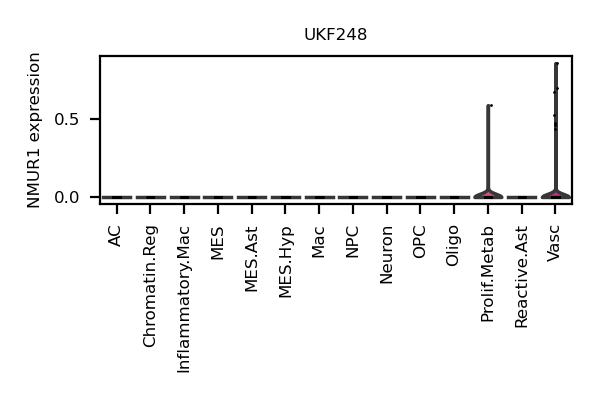 UKF248
NMUR1 expression
0.5
0.0
AC
Chromatin.Reg
Inflammatory.Mac
MES
MES.Ast
MES.Hyp
Mac
NPC
Neuron
OPC
Oligo
Prolif.Metab
Reactive.Ast
Vasc